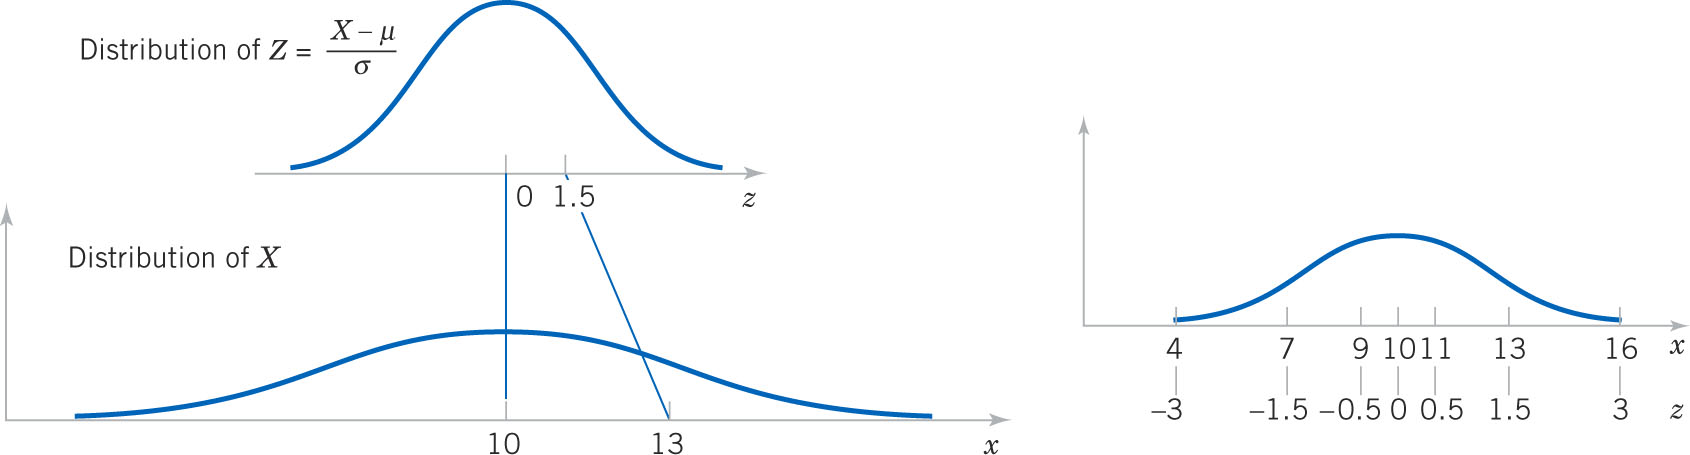 Distribution of Z = X – μ / σ
0 1.5 z
Distribution of X
10 13 x
4 7 9 10 11 13 16 x
–3 –1.5 –0.5 0 0.5 1.5 3 z